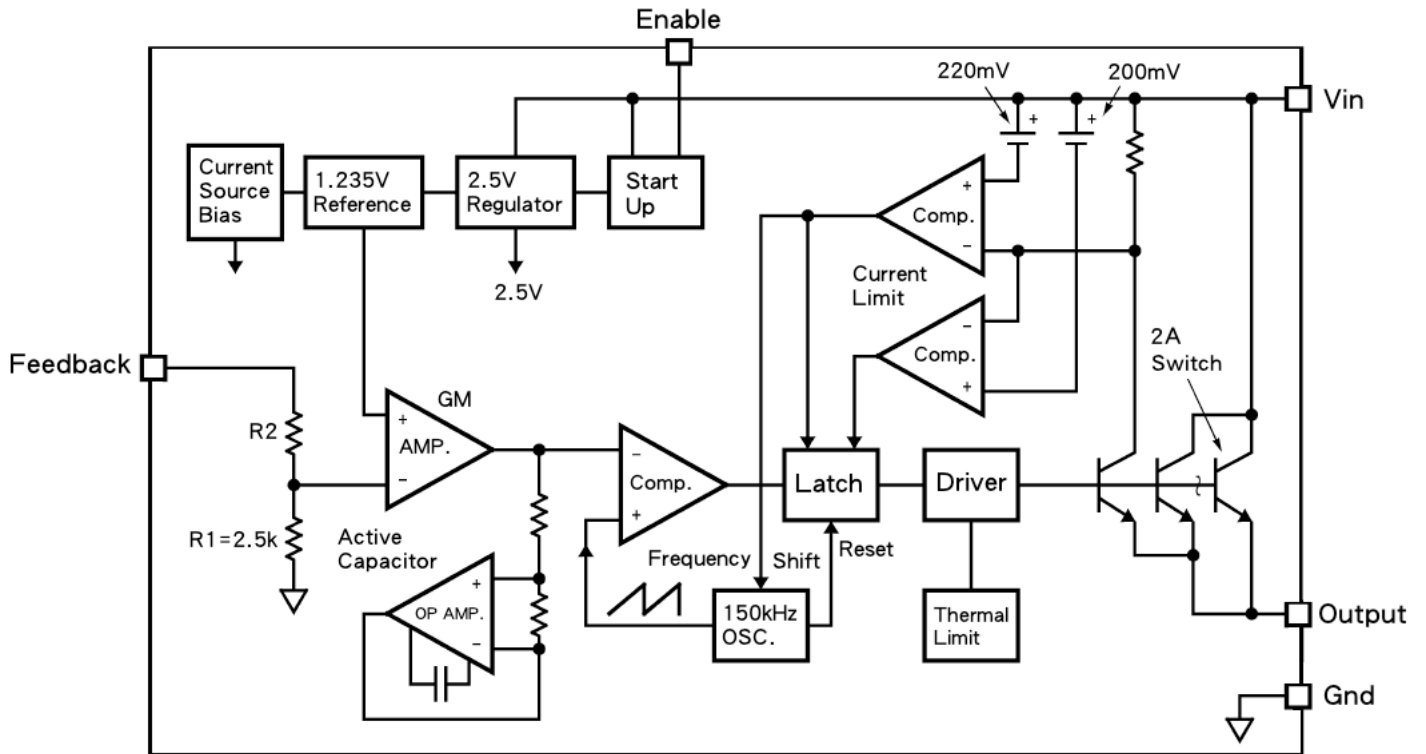 Enable
220mV
200mV
Vin
+
+
Current
Source
Bias
1.235V
Reference
2.5V
Regulator
Start
Up
+
Comp.
-
2.5V
Current
Limit
-
Comp.
+
2A
Switch
Feedback
R2
GM
+
AMP.
-
-
Comp.
+
Latch
Driver
R1=2.5k
Active
Capacitor
Frequency
Shift
Reset
+
OP AMP.
-
150kHz
OSC.
Thermal
Limit
Output
Gnd